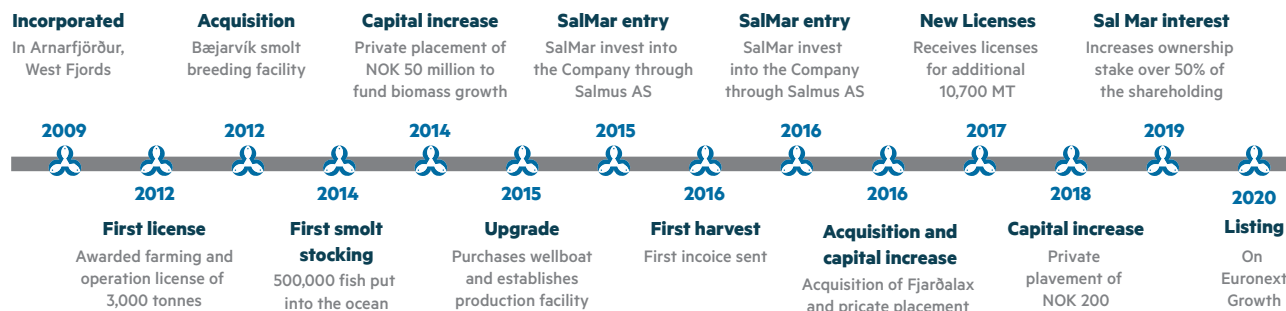 Incorporated
In Arnarfjörður,
West Fjords
2009
2012
First license
Awarded farming and
operation license of
3,000 tonnes
Acquisition
Bæjarvík smolt
breeding facility
2012
2014
First smolt
stocking
500,000 fish put
into the ocean
Capital increase
Private placement of
NOK 50 million to
fund biomass growth
2014
2015
Upgrade
Purchases wellboat
and establishes
production facility
SalMar entry
SalMar invest into
the Company through
Salmus AS
2015
2016
First harvest
First incoice sent
SalMar entry
SalMar invest
into the Company
through Salmus AS
2016
2016
Acquisition and
capital increase
Acquisition of Fjarðalax
and private placement
New Licenses
Receives licenses
for additional
10,700 MT
2017
2018
Capital increase
Private
plavement of
NOK 200
Sal Mar interest
Increases ownership
stake over 50% of
the shareholding
2019
2020
Listing
On
Euronext
Growth